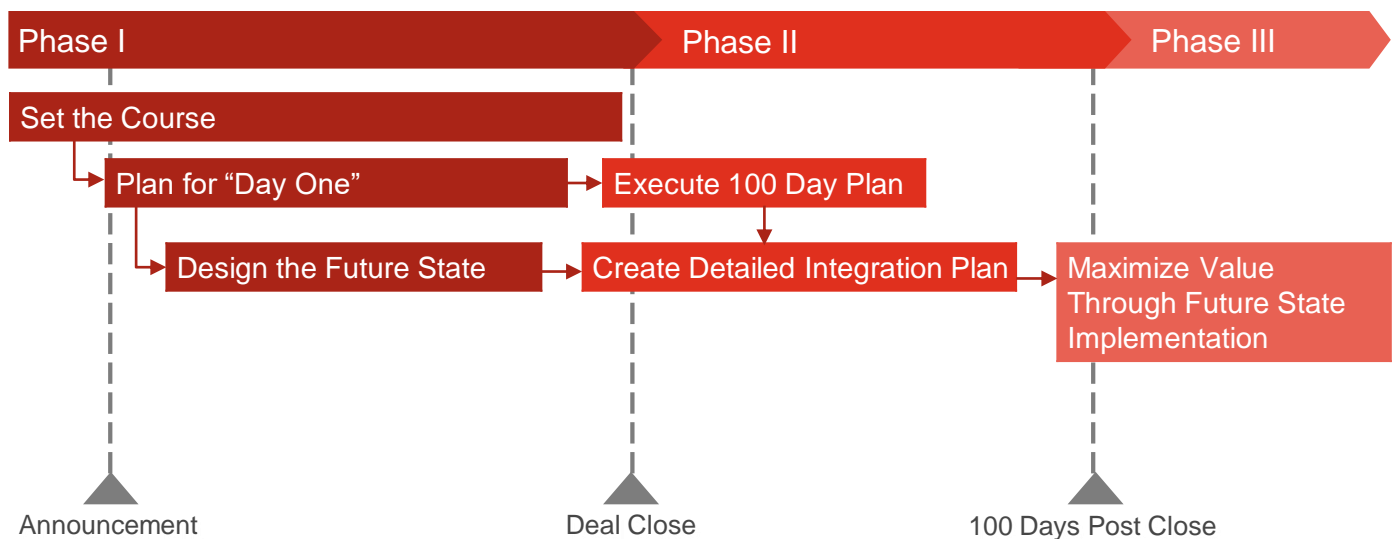 Phase I
Phase II
Phase III
Set the Course
Plan for “Day One”
Execute 100 Day Plan
Design the Future State
Create Detailed Integration Plan
Maximize Value
Through Future State
Implementation
Announcement
Deal Close
100 Days Post Close